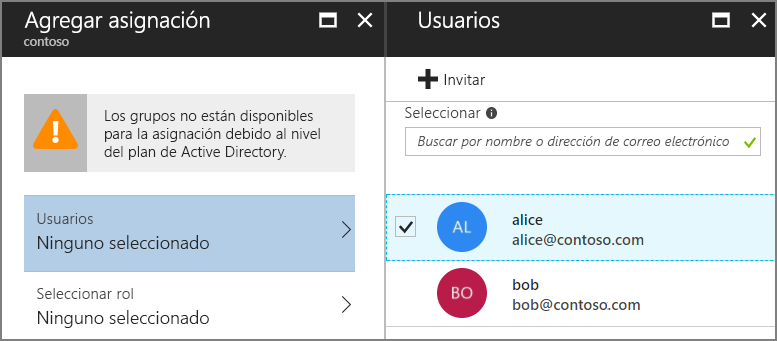 Agregar asignación
contoso
Los grupos no están disponibles
para la asignación debido al nivel
del plan de Active Directory.
Usuarios
Ninguno seleccionado
Seleccionar rol
Ninguno seleccionado
Usuarios
Invitar
Seleccionar
Buscar por nombre o dirección de correo electrónico
AL
alice
alice@contoso.com
BO
bob
bob@contoso.com